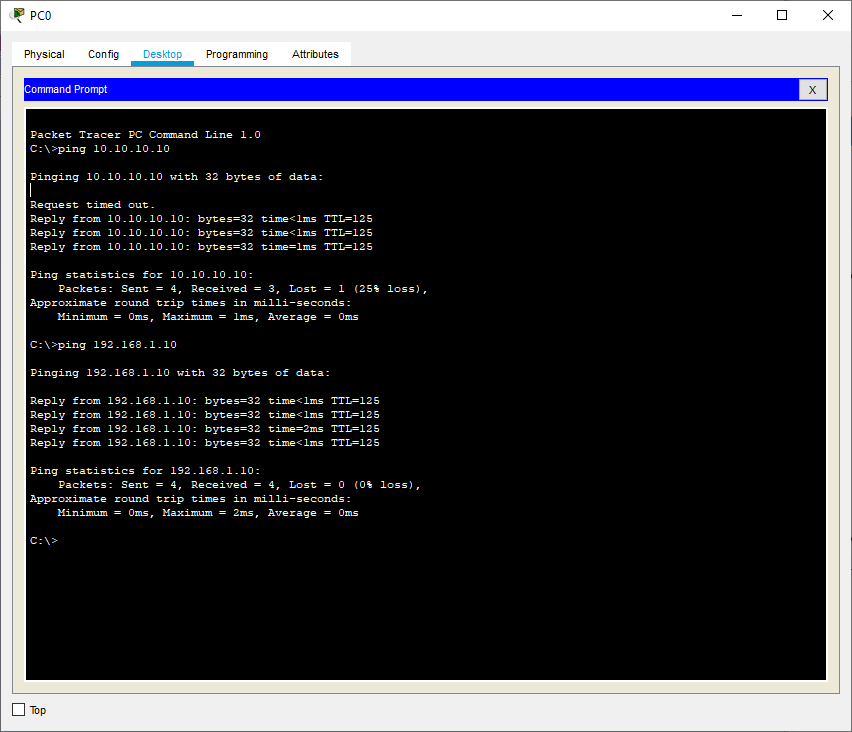 PC0
Physical Config Desktop Programming Attributes
Command Prompt X
Packet Tracer PC Command Line 1.0
C:\>ping 10.10.10.10
Pinging 10.10.10.10 with 32 bytes of data:
Request timed out.
Reply from 10.10.10.10: bytes=32 time<1ms TTL=125
Reply from 10.10.10.10: bytes=32 time<1ms TTL=125
Reply from 10.10.10.10: bytes=32 time=1ms TTL=125
Ping statistics for 10.10.10.10:
    Packets: Sent = 4, Received = 3, Lost = 1 (25% loss),
Approximate round trip times in milli-seconds:
    Minimum = 0ms, Maximum = 1ms, Average = 0ms
C:\>ping 192.168.1.10
Pinging 192.168.1.10 with 32 bytes of data:
Reply from 192.168.1.10: bytes=32 time<1ms TTL=125
Reply from 192.168.1.10: bytes=32 time<1ms TTL=125
Reply from 192.168.1.10: bytes=32 time=2ms TTL=125
Reply from 192.168.1.10: bytes=32 time<1ms TTL=125
Ping statistics for 192.168.1.10:
    Packets: Sent = 4, Received = 4, Lost = 0 (0% loss),
Approximate round trip times in milli-seconds:
    Minimum = 0ms, Maximum = 2ms, Average = 0ms
C:\>
Top